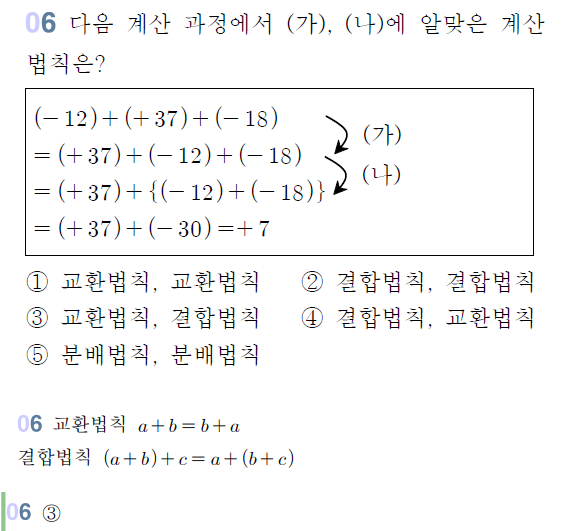 06 다음 계산 과정에서 (가), (나)에 알맞은 계산
법칙은?
(− 12)+(+ 37)+(− 18)
(가)
= (+ 37)+(− 12)+(− 18)
(나)
= (+ 37)+{(− 12)+(− 18)}
= (+ 37)+(− 30) =+ 7
① 교환법칙, 교환법칙 ② 결합법칙, 결합법칙
③ 교환법칙, 결합법칙 ④ 결합법칙, 교환법칙
⑤ 분배법칙, 분배법칙
06 교환법칙 a+b=b+a
결합법칙 (a+b)+c=a+(b+c)
06 ③